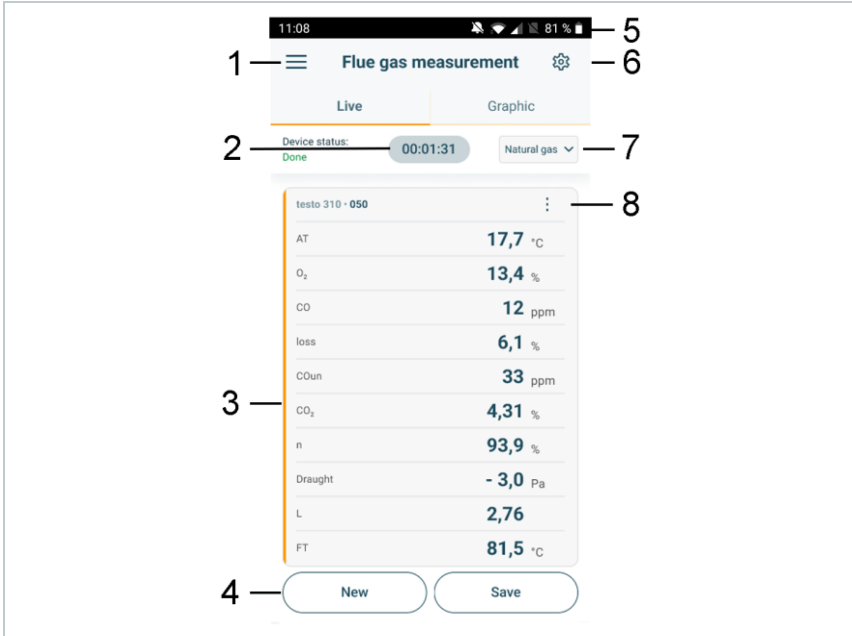 11:08 81 % 5
1 Flue gas measurement 6
Live Graphic
Device status:
Done
2 00:01:31 Natural gas 7
testo 310 · 050 8
AT 17,7 °C
O₂ 13,4 %
CO 12 ppm
loss 6,1 %
COun 33 ppm
3
CO₂ 4,31 %
n 93,9 %
Draught - 3,0 Pa
L 2,76
FT 81,5 °C
4 New Save